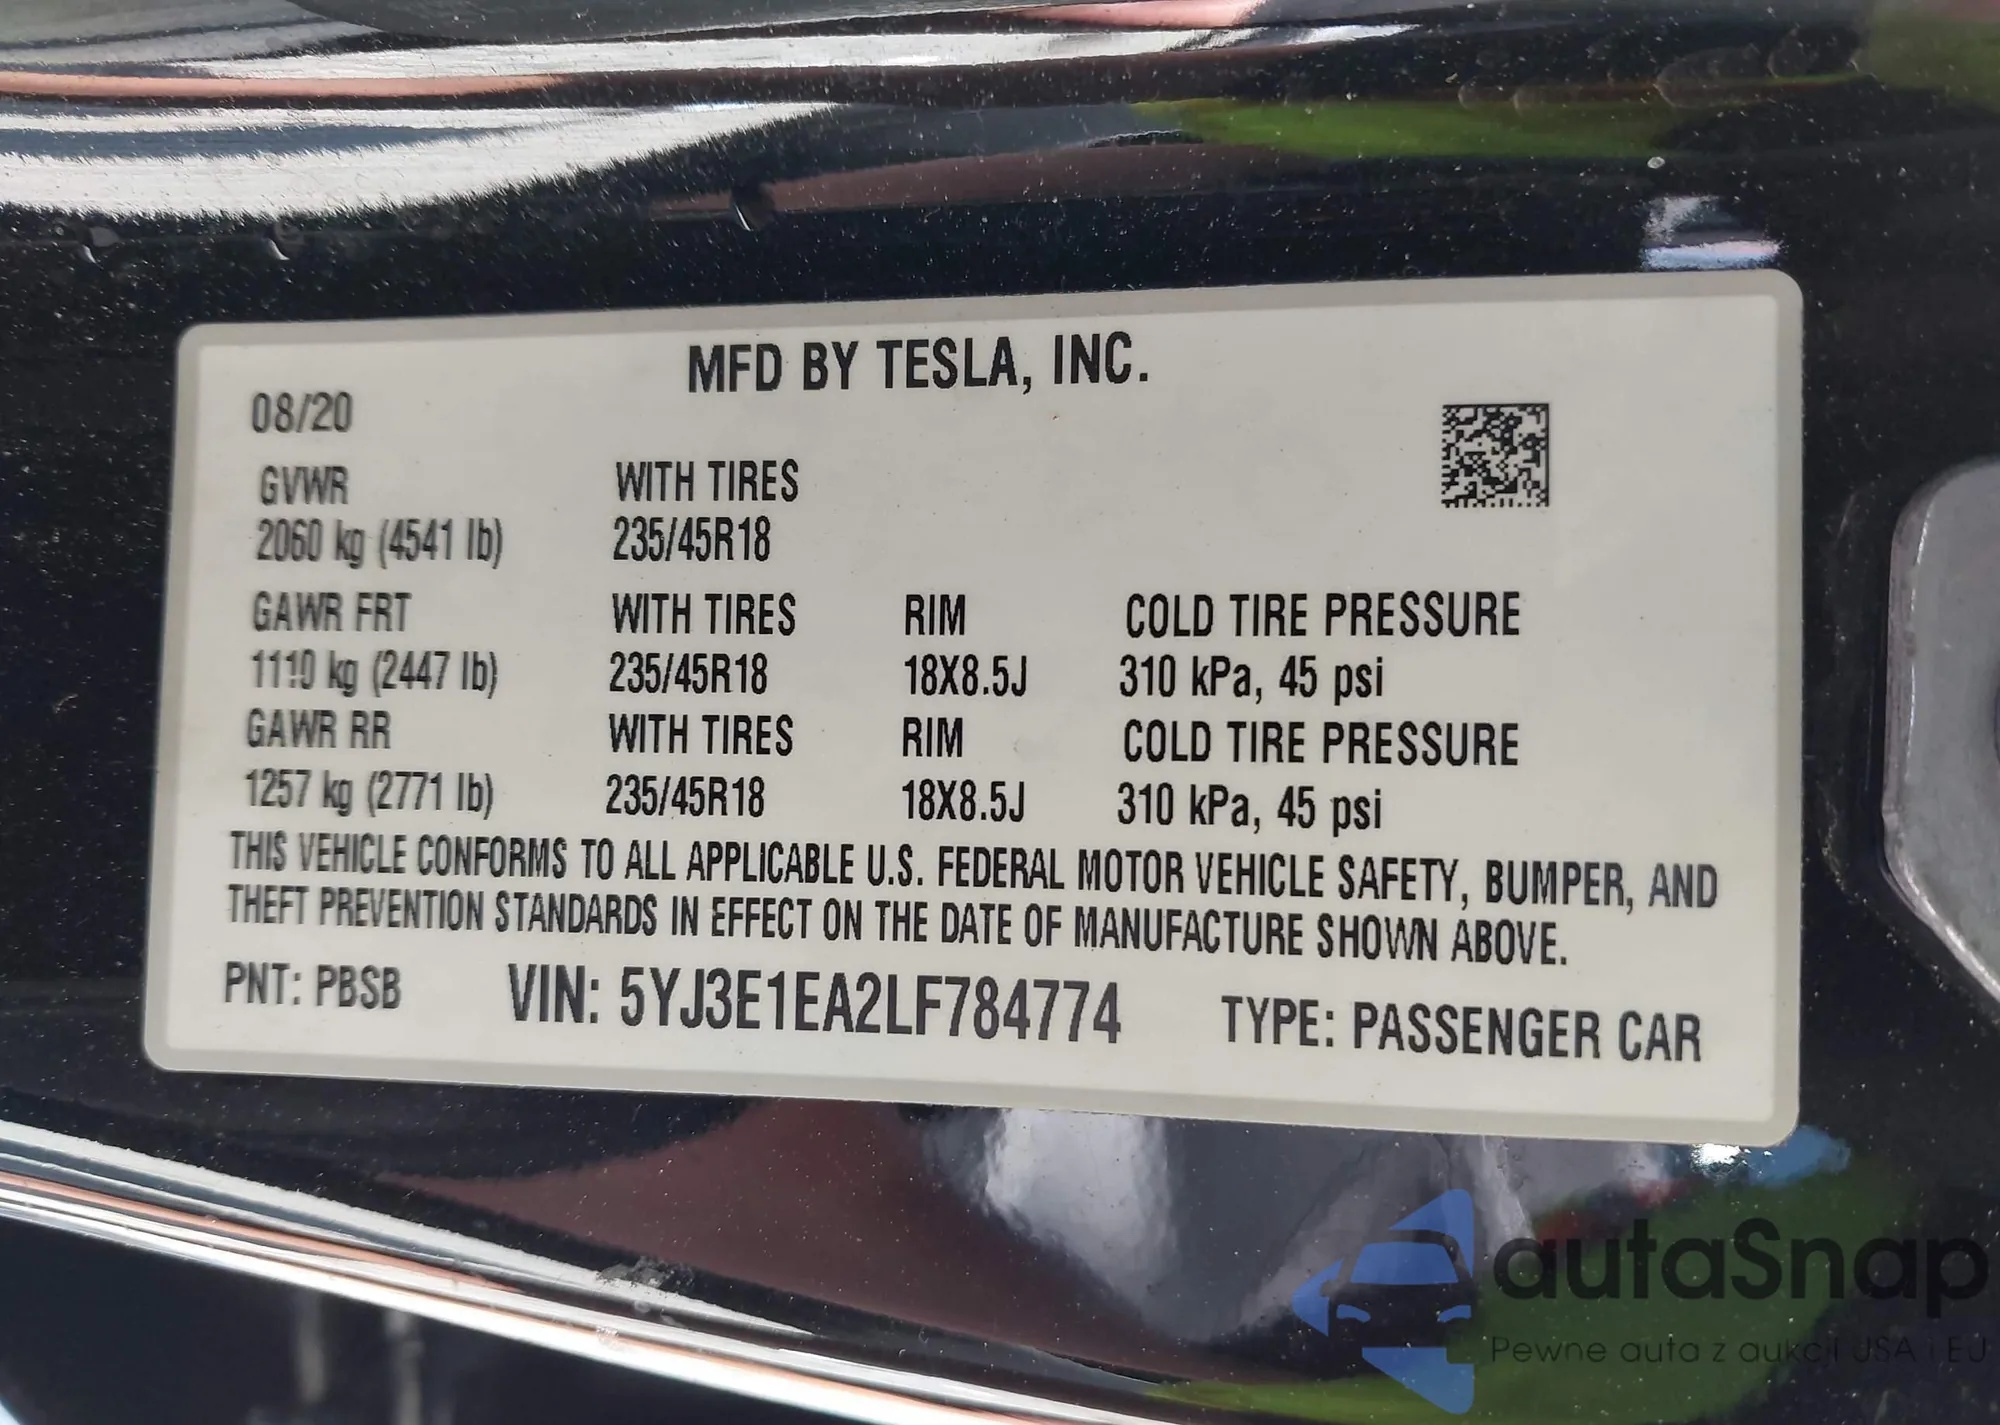 MFD BY TESLA, INC.
08/20
GVWR WITH TIRES
2060 kg (4541 lb) 235/45R18
GAWR FRT WITH TIRES RIM COLD TIRE PRESSURE
1110 kg (2447 lb) 235/45R18 18X8.5J 310 kPa, 45 psi
GAWR RR WITH TIRES RIM COLD TIRE PRESSURE
1257 kg (2771 lb) 235/45R18 18X8.5J 310 kPa, 45 psi
THIS VEHICLE CONFORMS TO ALL APPLICABLE U.S. FEDERAL MOTOR VEHICLE SAFETY, BUMPER, AND
THEFT PREVENTION STANDARDS IN EFFECT ON THE DATE OF MANUFACTURE SHOWN ABOVE.
PNT: PBSB VIN: 5YJ3E1EA2LF784774 TYPE: PASSENGER CAR
autaSnap
Pewne auta z aukcji USA i EU